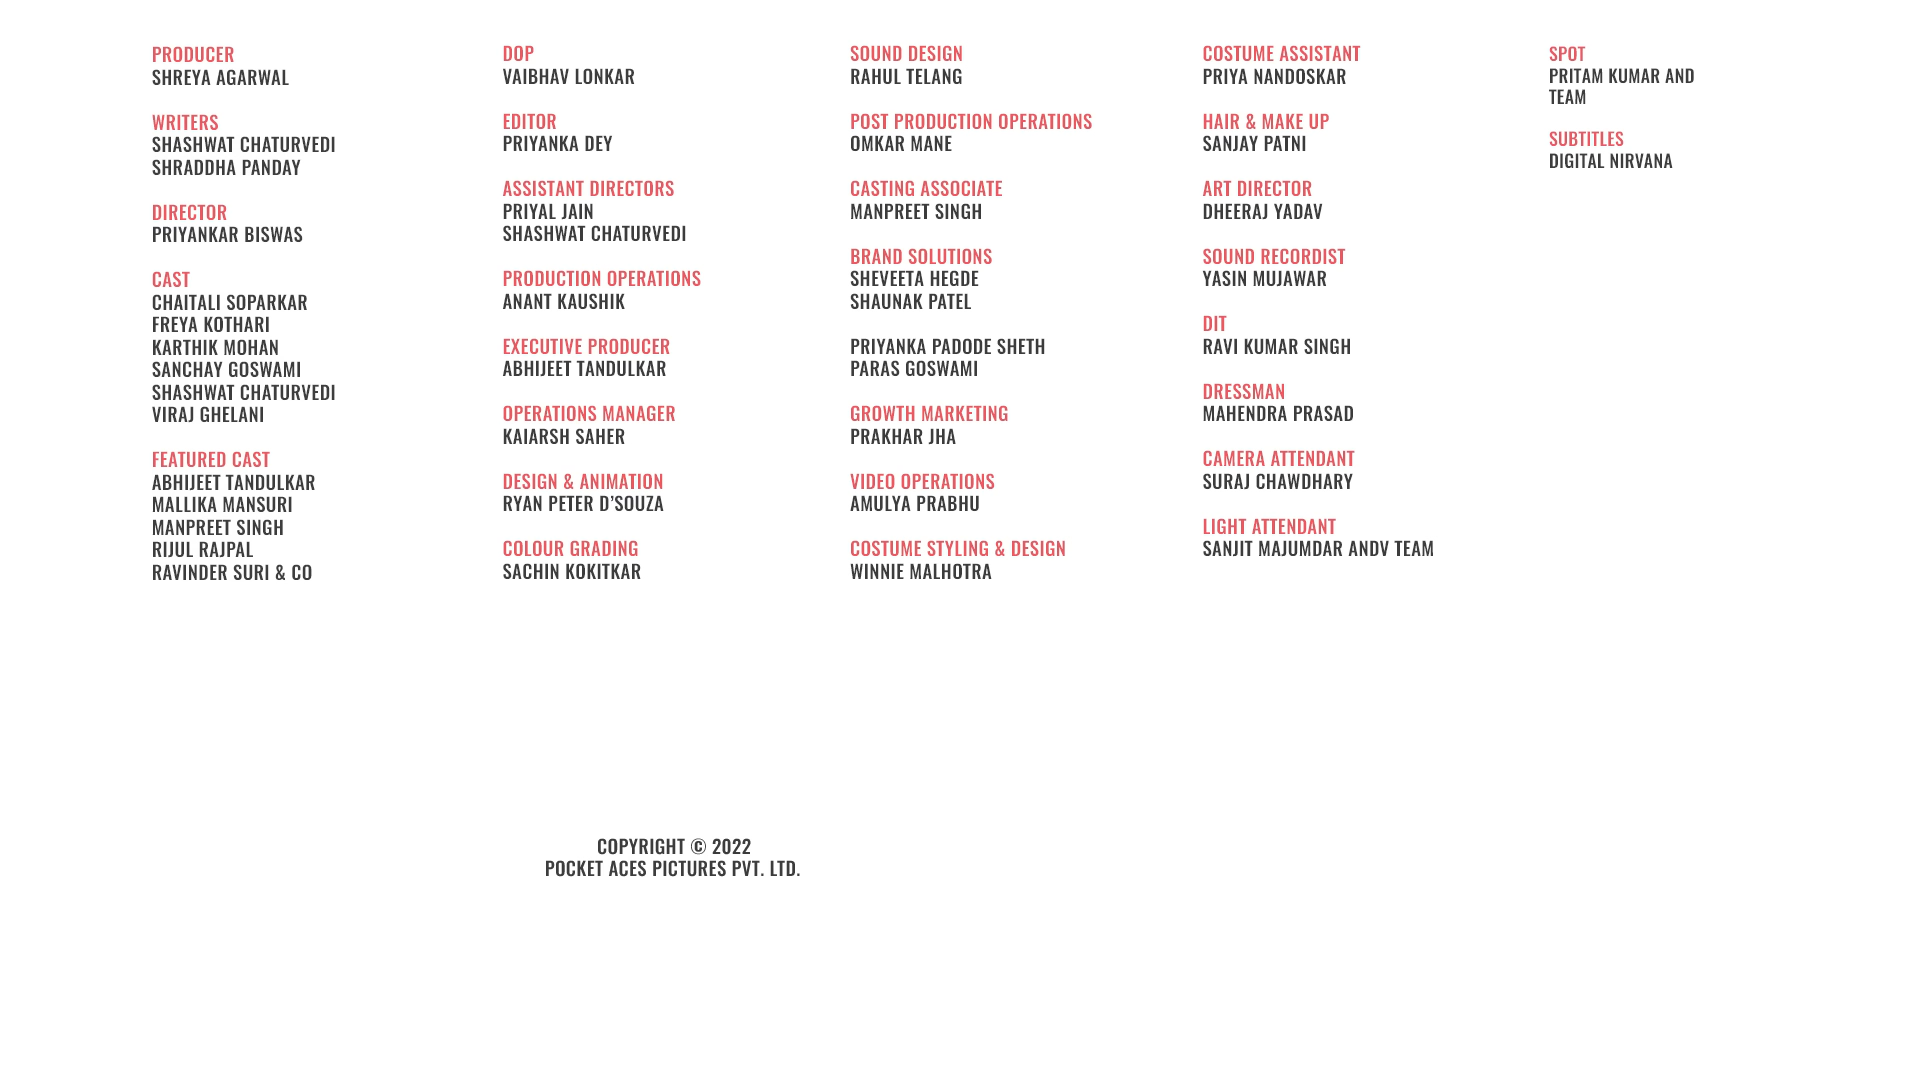 PRODUCER
SHREYA AGARWAL
WRITERS
SHASHWAT CHATURVEDI
SHRADDHA PANDAY
DIRECTOR
PRIYANKAR BISWAS
CAST
CHAITALI SOPARKAR
FREYA KOTHARI
KARTHIK MOHAN
SANCHAY GOSWAMI
SHASHWAT CHATURVEDI
VIRAJ GHELANI
FEATURED CAST
ABHIJEET TANDULKAR
MALLIKA MANSURI
MANPREET SINGH
RIJUL RAJPAL
RAVINDER SURI & CO
DOP
VAIBHAV LONKAR
EDITOR
PRIYANKA DEY
ASSISTANT DIRECTORS
PRIYAL JAIN
SHASHWAT CHATURVEDI
PRODUCTION OPERATIONS
ANANT KAUSHIK
EXECUTIVE PRODUCER
ABHIJEET TANDULKAR
OPERATIONS MANAGER
KAIARSH SAHER
DESIGN & ANIMATION
RYAN PETER D’SOUZA
COLOUR GRADING
SACHIN KOKITKAR
SOUND DESIGN
RAHUL TELANG
POST PRODUCTION OPERATIONS
OMKAR MANE
CASTING ASSOCIATE
MANPREET SINGH
BRAND SOLUTIONS
SHEVEETA HEGDE
SHAUNAK PATEL
PRIYANKA PADODE SHETH
PARAS GOSWAMI
GROWTH MARKETING
PRAKHAR JHA
VIDEO OPERATIONS
AMULYA PRABHU
COSTUME STYLING & DESIGN
WINNIE MALHOTRA
COSTUME ASSISTANT
PRIYA NANDOSKAR
HAIR & MAKE UP
SANJAY PATNI
ART DIRECTOR
DHEERAJ YADAV
SOUND RECORDIST
YASIN MUJAWAR
DIT
RAVI KUMAR SINGH
DRESSMAN
MAHENDRA PRASAD
CAMERA ATTENDANT
SURAJ CHAWDHARY
LIGHT ATTENDANT
SANJIT MAJUMDAR ANDV TEAM
SPOT
PRITAM KUMAR AND
TEAM
SUBTITLES
DIGITAL NIRVANA
COPYRIGHT © 2022
POCKET ACES PICTURES PVT. LTD.